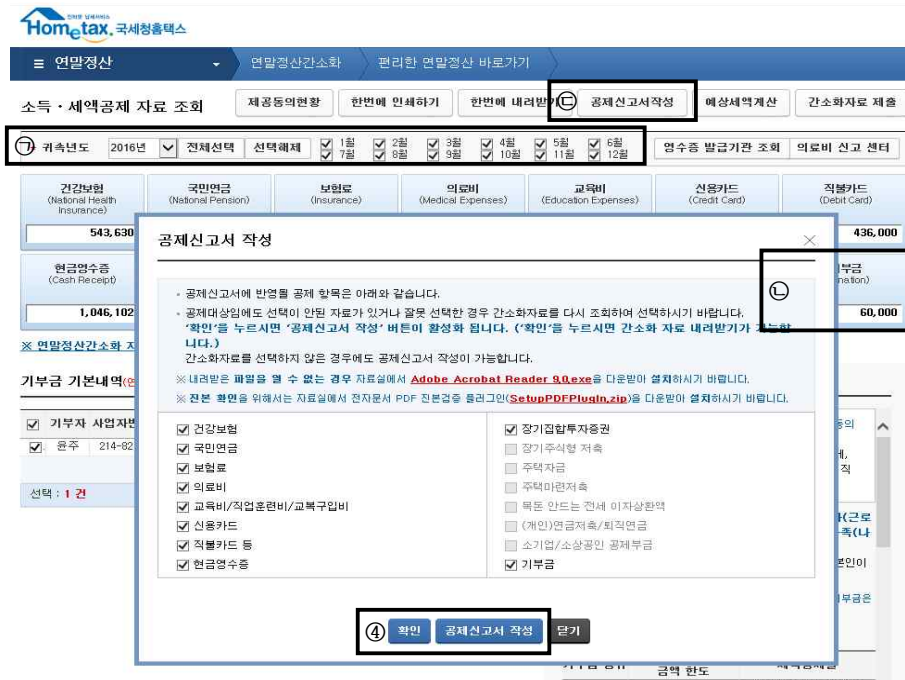 전화된 납세서비스
Hometax. 국세청홈택스
≡ 연말정산
연말정산간소화
편리한 연말정산 바로가기
소득·세액공제 자료 조회
제공동의현황
한번에 인쇄하기
한번에 내려받기
㉢
공제신고서작성
예상세액계산
간소화자료 제출
㉠ 귀속년도 2016년 전체선택 선택해제 1월 2월 3월 4월 5월 6월
7월 8월 9월 10월 11월 12월
영수증 발급기관 조회
의료비 신고 센터
건강보험
(National Health Insurance)
543,630
국민연금
(National Pension)
보험료
(Insurance)
의료비
(Medical Expenses)
교육비
(Education Expenses)
신용카드
(Credit Card)
직불카드
(Debit Card)
436,000
현금영수증
(Cash Receipt)
1,046,102
㉡
부금
nation)
60,000
※ 연말정산간소화 자
기부금 기본내역(연
기부자 사업자번
윤주 214-82
선택 : 1 건
공제신고서 작성
• 공제신고서에 반영될 공제 항목은 아래와 같습니다.
• 공제대상임에도 선택이 안된 자료가 있거나 잘못 선택한 경우 간소화자료를 다시 조회하여 선택하시기 바랍니다.
'확인'을 누르시면 '공제신고서 작성' 버튼이 활성화 됩니다. ('확인'을 누르시면 간소화 자료 내려받기가 가능합
니다.)
간소화자료를 선택하지 않은 경우에도 공제신고서 작성이 가능합니다.
※ 내려받은 파일을 열 수 없는 경우 자료실에서 Adobe Acrobat Reader 9.0.exe을 다운받아 설치하시기 바랍니다.
※ 진본 확인을 위해서는 자료실에서 전자문서 PDF 진본검증 플러그인(SetupPDFPlugIn.zip)을 다운받아 설치하시기 바랍니다.
건강보험
국민연금
보험료
의료비
교육비/직업훈련비/교복구입비
신용카드
직불카드 등
현금영수증
장기집합투자증권
장기주식형 저축
주택자금
주택마련저축
목돈 안드는 전세 이자상환액
(개인)연금저축/퇴직연금
소기업/소상공인 공제부금
기부금
④ 확인 공제신고서 작성 닫기
동의
직
(근로
족(나
본인이
부금은
금액 한도